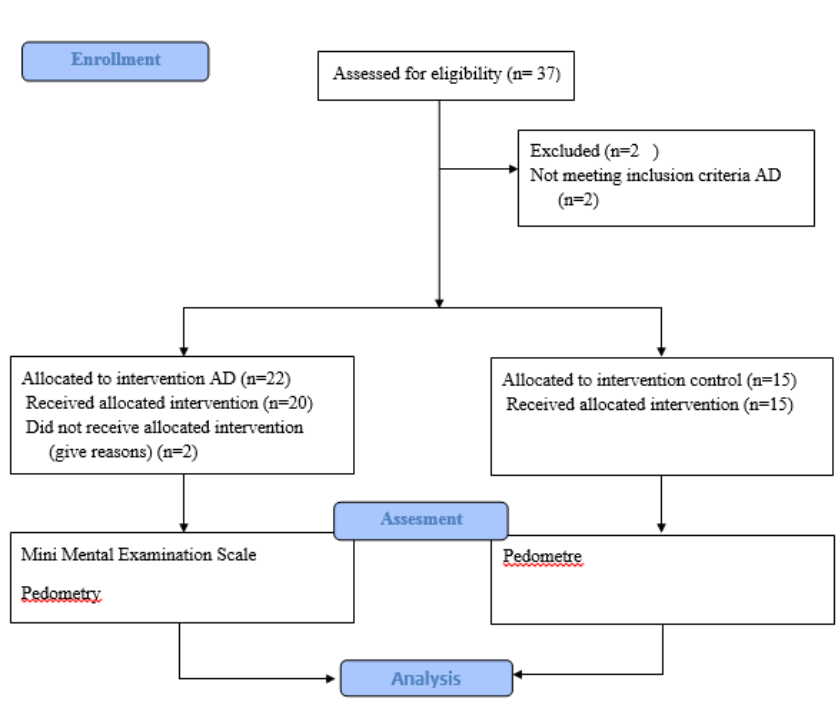 Enrollment
Assessed for eligibility (n= 37)
Excluded (n=2   )
Not meeting inclusion criteria AD
(n=2)
Allocated to intervention AD (n=22)
Received allocated intervention (n=20)
Did not receive allocated intervention
(give reasons) (n=2)
Allocated to intervention control (n=15)
Received allocated intervention (n=15)
Assesment
Mini Mental Examination Scale
Pedometry
Pedometre
Analysis